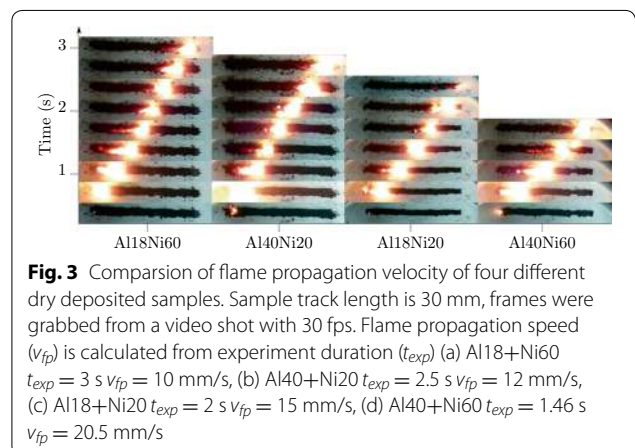 3
2
1
Time (s)
Al18Ni60 Al40Ni20 Al18Ni20 Al40Ni60
Fig. 3 Comparsion of flame propagation velocity of four different
dry deposited samples. Sample track length is 30 mm, frames were
grabbed from a video shot with 30 fps. Flame propagation speed
(vfp) is calculated from experiment duration (texp) (a) Al18+Ni60
texp = 3 s vfp = 10 mm/s, (b) Al40+Ni20 texp = 2.5 s vfp = 12 mm/s,
(c) Al18+Ni20 texp = 2 s vfp = 15 mm/s, (d) Al40+Ni60 texp = 1.46 s
vfp = 20.5 mm/s